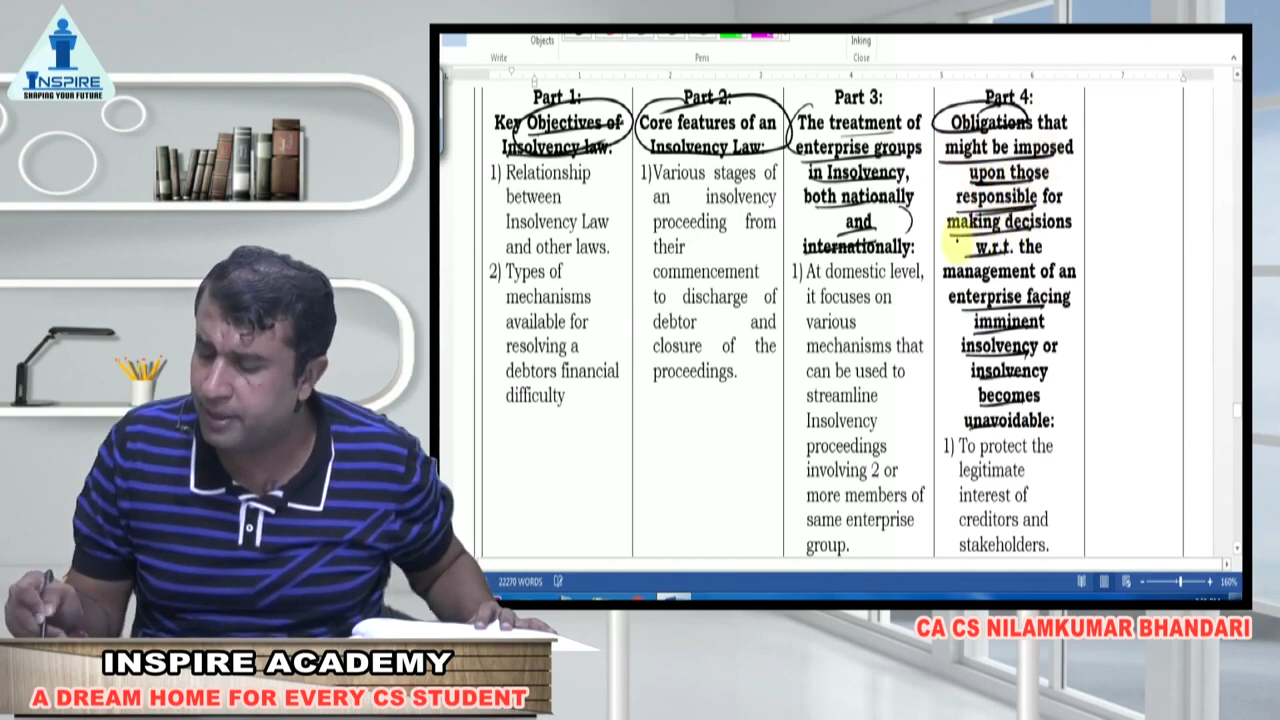 INSPIRE
SHAPING YOUR FUTURE
Objects
Inking
Write
Pens
Close
1
2
3
4
5
6
7
Part 1:
Key Objectives of
Insolvency law:
1) Relationship
between
Insolvency Law
and other laws.
2) Types of
mechanisms
available for
resolving a
debtors financial
difficulty
Part 2:
Core features of an
Insolvency Law:
1) Various stages of
an insolvency
proceeding from
their
commencement
to discharge of
debtor and
closure of the
proceedings.
Part 3:
The treatment of
enterprise groups
in Insolvency,
both nationally
and
internationally:
1) At domestic level,
it focuses on
various
mechanisms that
can be used to
streamline
Insolvency
proceedings
involving 2 or
more members of
same enterprise
group.
Part 4:
Obligations that
might be imposed
upon those
responsible for
making decisions
w.r.t. the
management of an
enterprise facing
imminent
insolvency or
insolvency
becomes
unavoidable:
1) To protect the
legitimate
interest of
creditors and
stakeholders.
22270 WORDS
160%
CA CS NILAMKUMAR BHANDARI
INSPIRE ACADEMY
A DREAM HOME FOR EVERY CS STUDENT